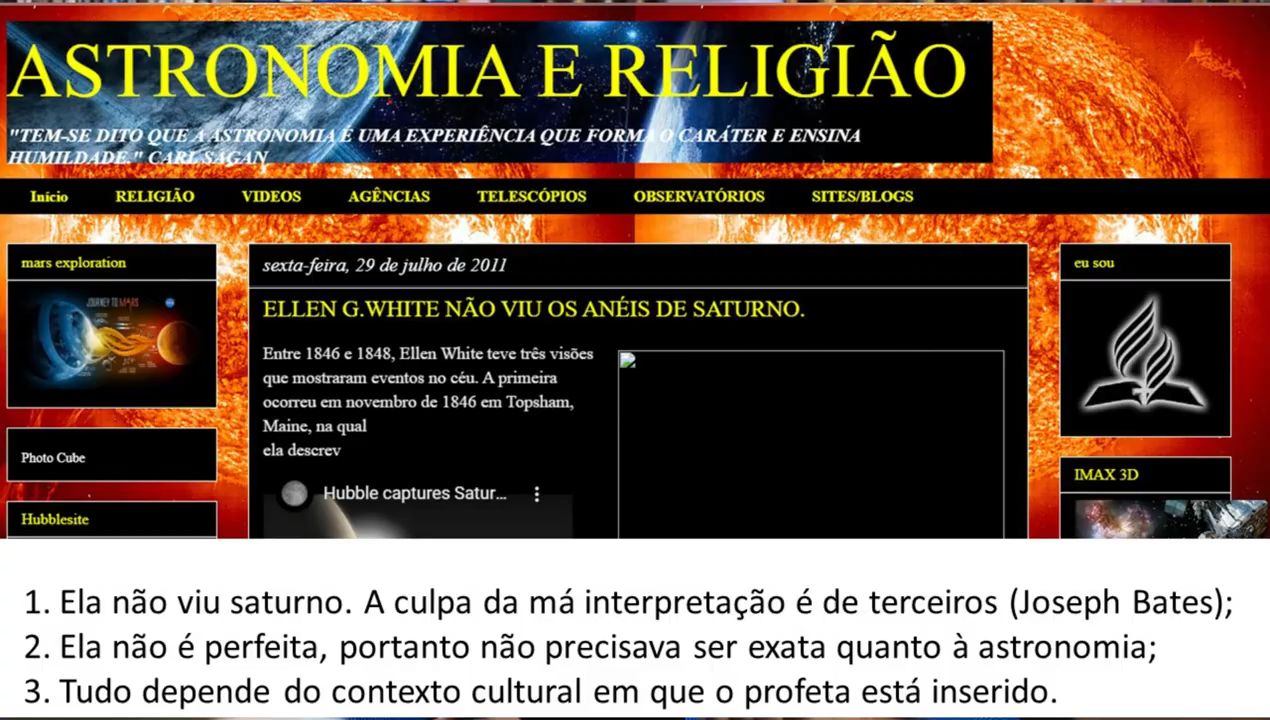 ASTRONOMIA E RELIGIÃO
"TEM-SE DITO QUE A ASTRONOMIA É UMA EXPERIÊNCIA QUE FORMA O CARÁTER E ENSINA
HUMILDADE." CARL SAGAN
Início RELIGIÃO VIDEOS AGÊNCIAS TELESCÓPIOS OBSERVATÓRIOS SITES/BLOGS
mars exploration
JOURNEY TO MARS
Photo Cube
Hubblesite
sexta-feira, 29 de julho de 2011
ELLEN G.WHITE NÃO VIU OS ANÉIS DE SATURNO.
Entre 1846 e 1848, Ellen White teve três visões
que mostraram eventos no céu. A primeira
ocorreu em novembro de 1846 em Topsham,
Maine, na qual
ela descrev
Hubble captures Satur...
eu sou
IMAX 3D
1. Ela não viu saturno. A culpa da má interpretação é de terceiros (Joseph Bates);
2. Ela não é perfeita, portanto não precisava ser exata quanto à astronomia;
3. Tudo depende do contexto cultural em que o profeta está inserido.